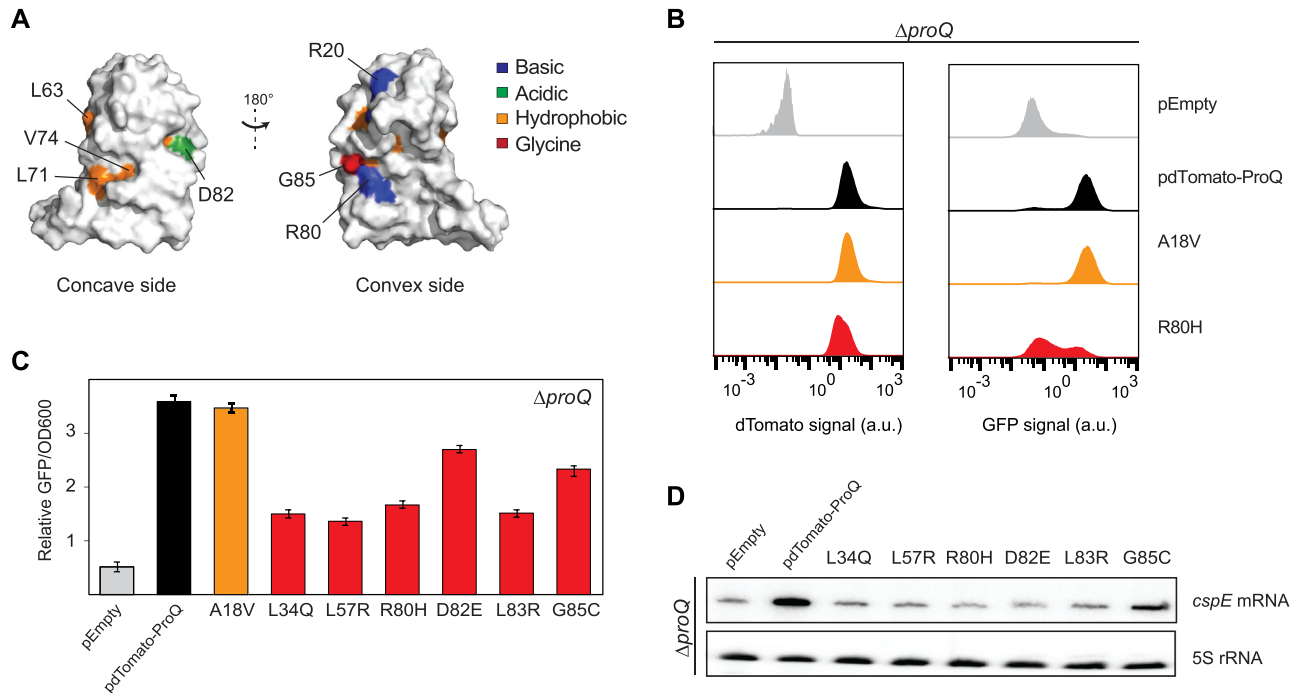 A
L63
V74
L71
D82
180°
R20
G85
R80
Basic
Acidic
Hydrophobic
Glycine
Concave side
Convex side
B
ΔproQ
pEmpty
pdTomato-ProQ
A18V
R80H
10-3 100 103
10-3 100 103
dTomato signal (a.u.)
GFP signal (a.u.)
C
ΔproQ
Relative GFP/OD600
3
2
1
pEmpty
pdTomato-ProQ
A18V L34Q L57R R80H D82E L83R G85C
D
pEmpty
pdTomato-ProQ
L34Q L57R R80H D82E L83R G85C
ΔproQ
cspE mRNA
5S rRNA